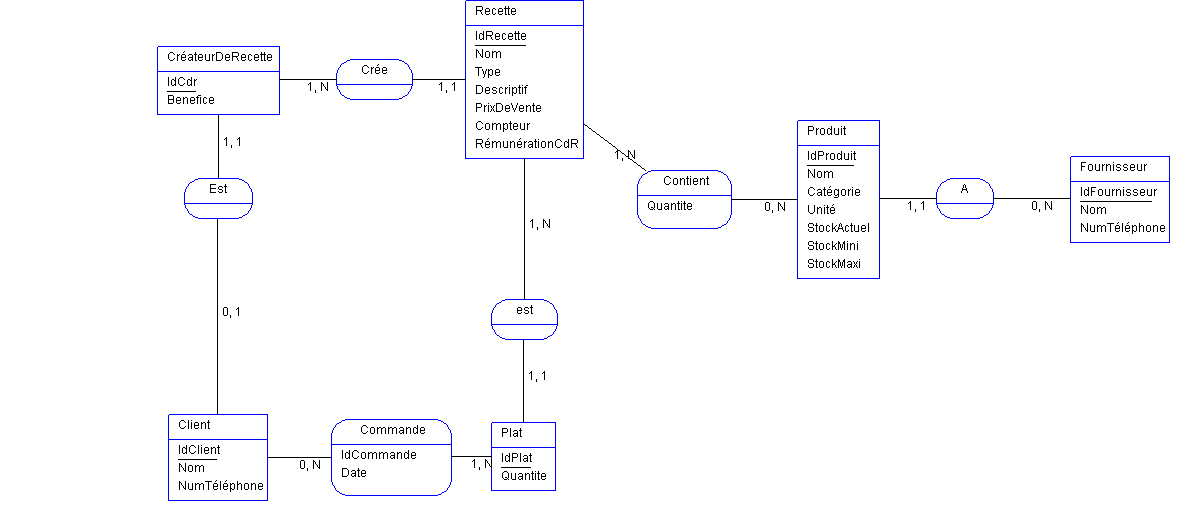 Recette
IdRecette
Nom
Type
Descriptif
PrixDeVente
Compteur
RémunérationCdR
CréateurDeRecette
IdCdr
Benefice
1, N
Crée
1, 1
1, 1
Est
0, 1
1, N
Contient
Quantite
0, N
Produit
IdProduit
Nom
Catégorie
Unité
StockActuel
StockMini
StockMaxi
1, 1
A
0, N
Fournisseur
IdFournisseur
Nom
NumTéléphone
1, N
est
1, 1
Client
IdClient
Nom
NumTéléphone
0, N
Commande
IdCommande
Date
1, N
Plat
IdPlat
Quantite